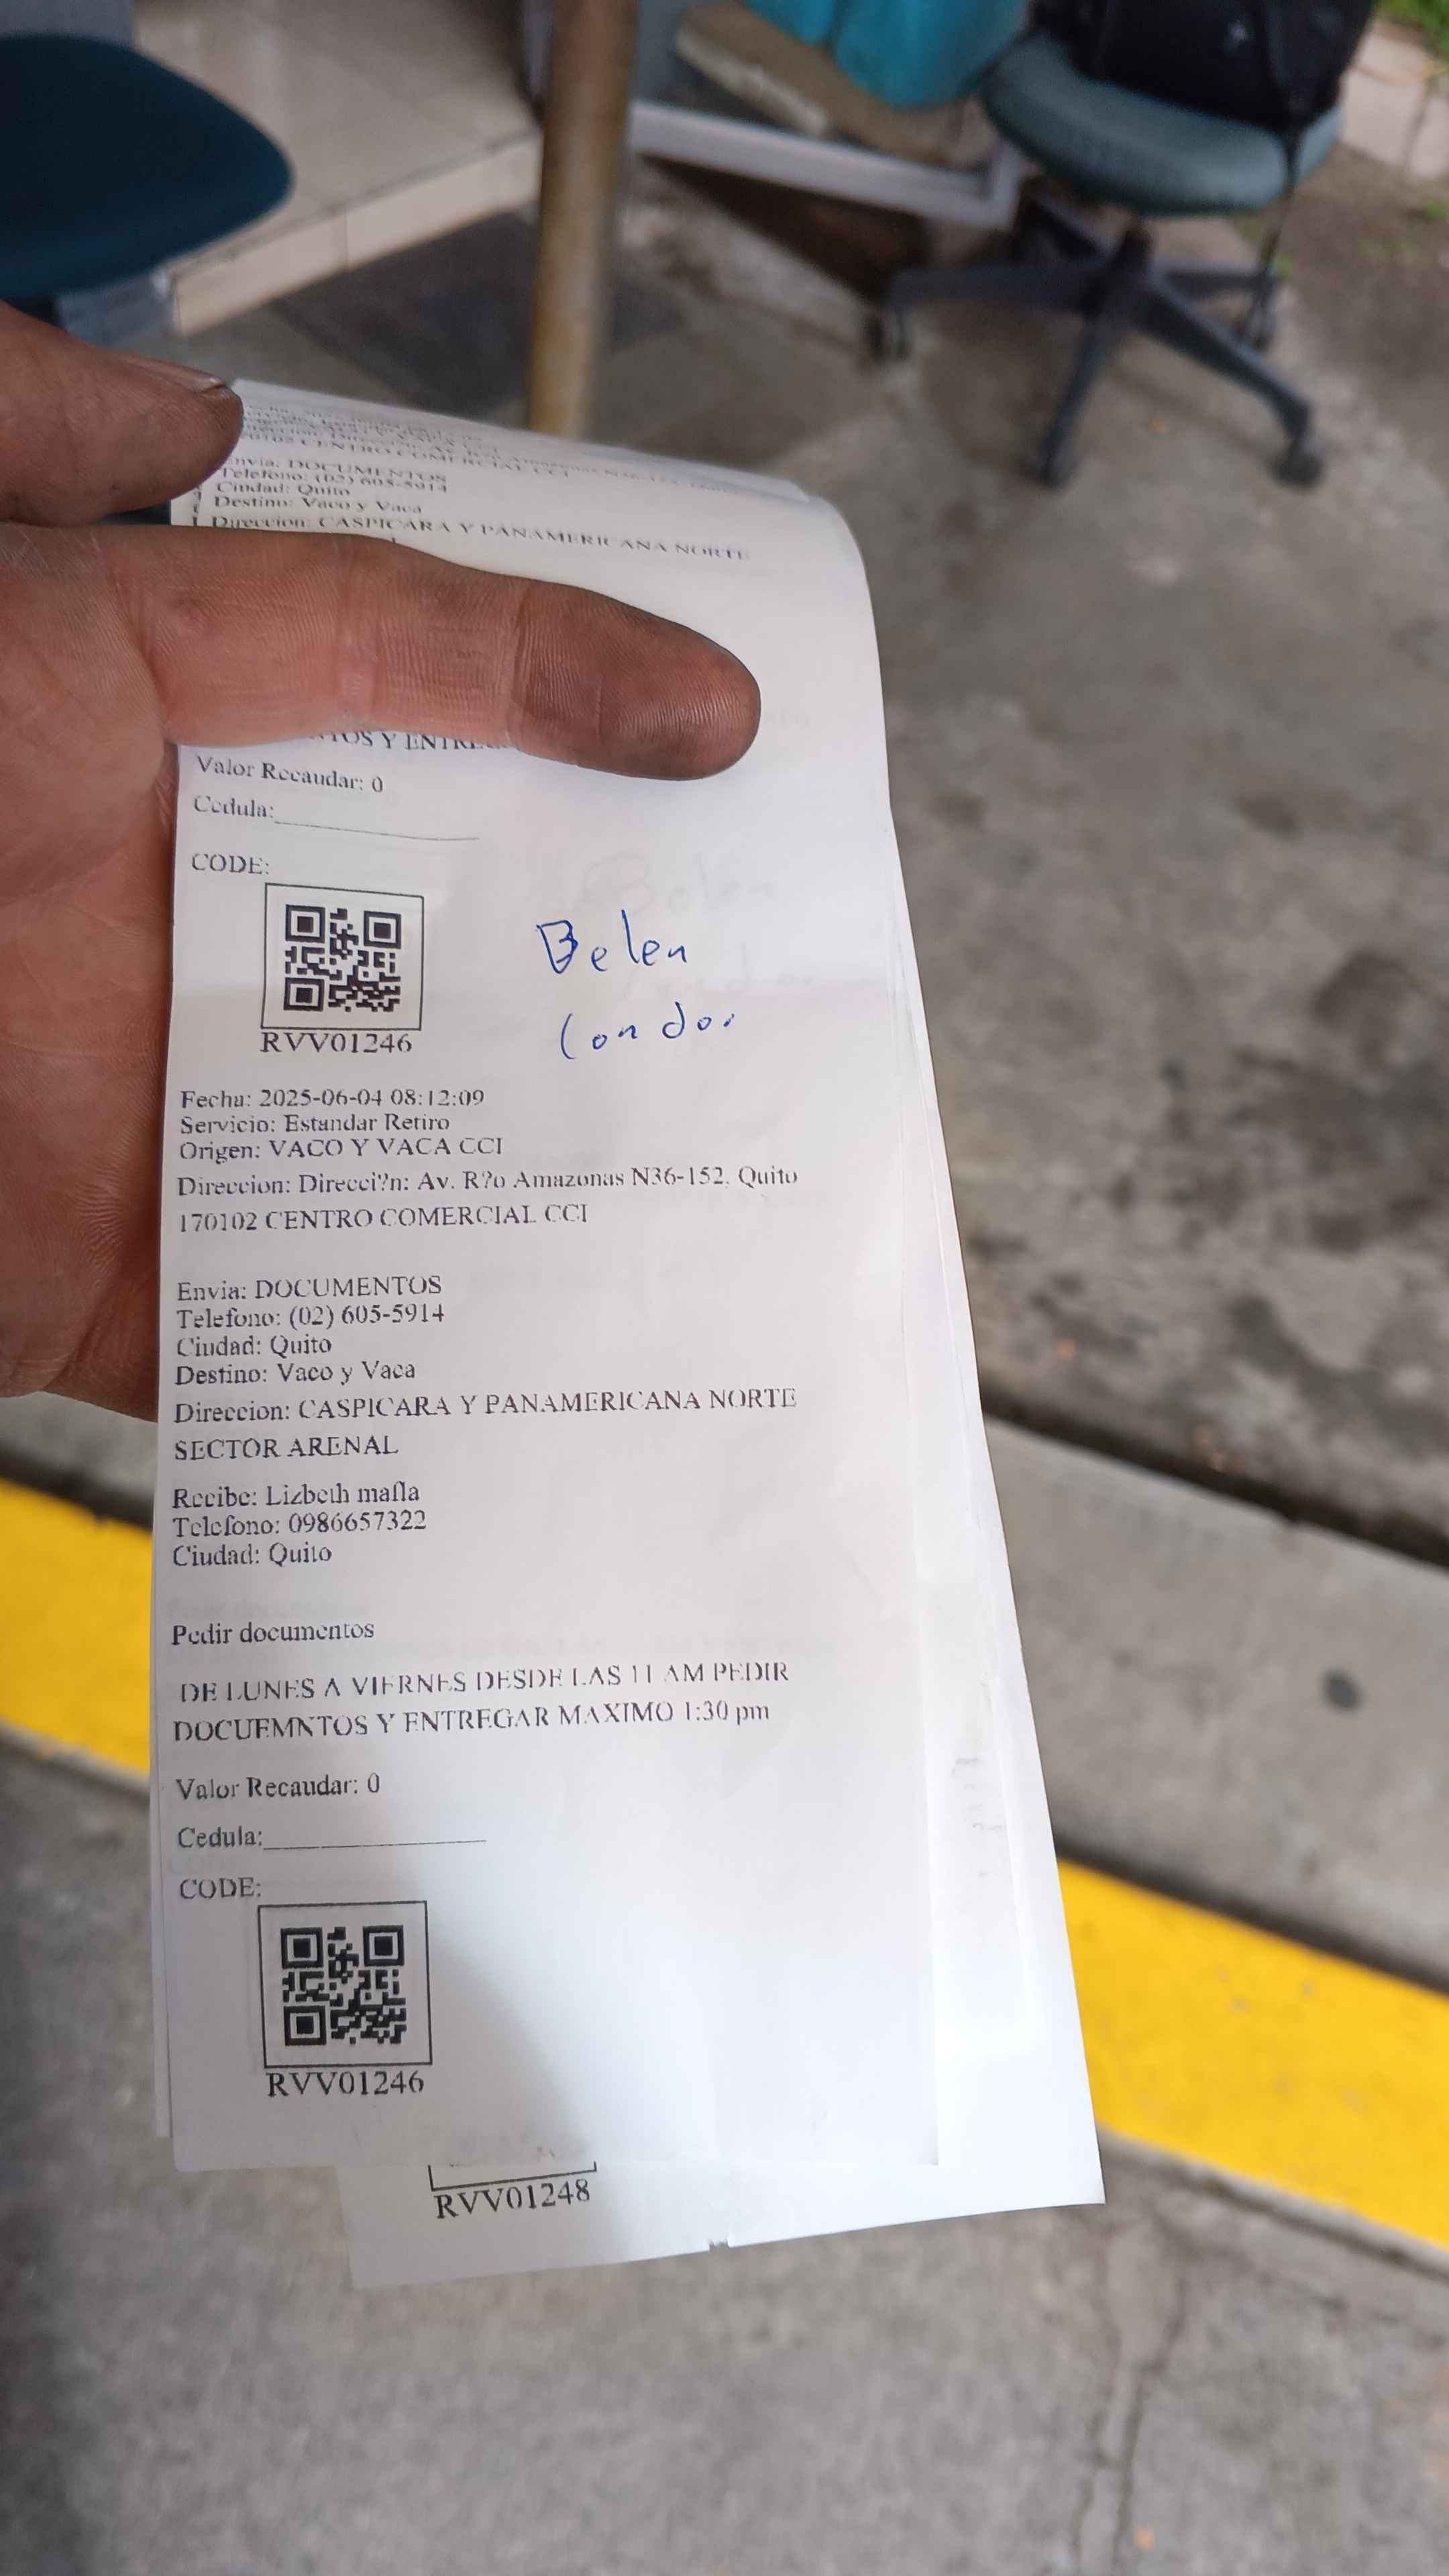 Envia: DOCUMENTOS
Telefono: (02) 605-5914
Ciudad: Quito
Destino: Vaco y Vaca
Direccion: CASPICARA Y PANAMERICANA NORTE
Valor Recaudar: 0
Cedula:
CODE:
RVV01246
Belen
Condor
Fecha: 2025-06-04 08:12:09
Servicio: Estandar Retiro
Origen: VACO Y VACA CCI
Direccion: Direcci?n: Av. R?o Amazonas N36-152, Quito
170102 CENTRO COMERCIAL CCI
Envia: DOCUMENTOS
Telefono: (02) 605-5914
Ciudad: Quito
Destino: Vaco y Vaca
Direccion: CASPICARA Y PANAMERICANA NORTE
SECTOR ARENAL
Recibe: Lizbeth mafla
Telefono: 0986657322
Ciudad: Quito
Pedir documentos
DE LUNES A VIERNES DESDE LAS 11 AM PEDIR
DOCUEMNTOS Y ENTREGAR MAXIMO 1:30 pm
Valor Recaudar: 0
Cedula:
CODE:
RVV01246
RVV01248